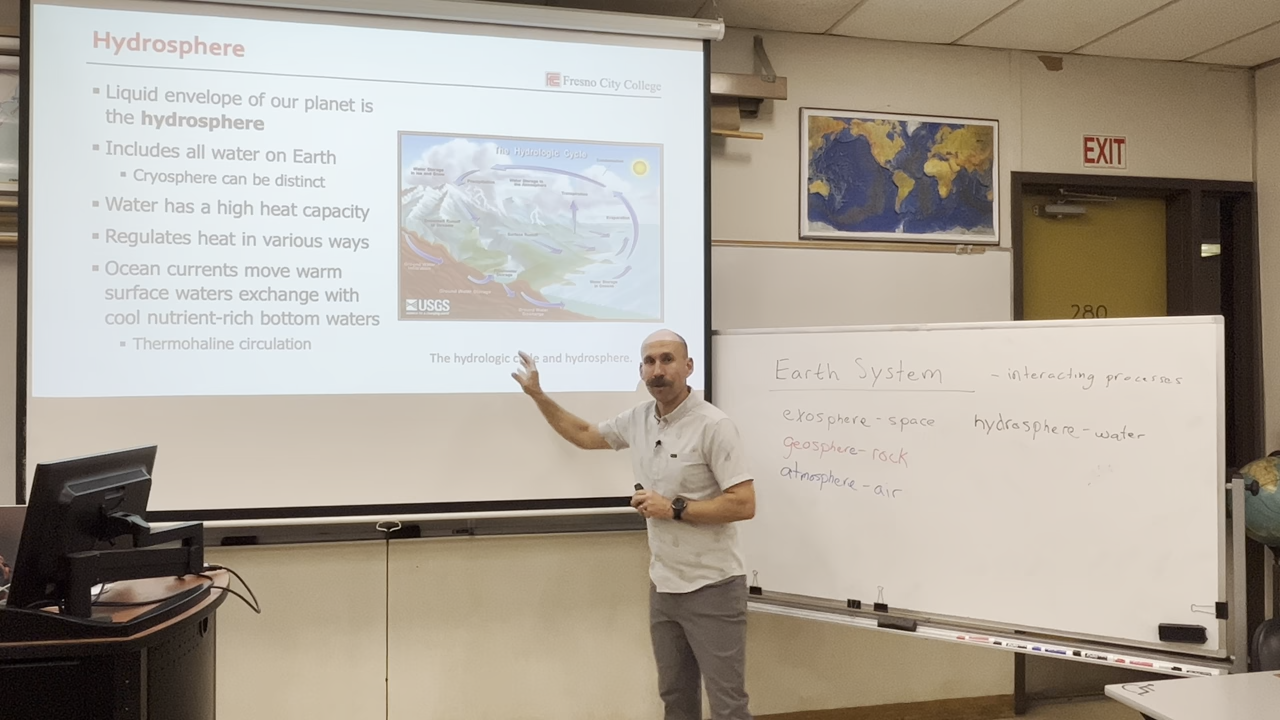 Hydrosphere
Fresno City College
▪ Liquid envelope of our planet is
the hydrosphere
▪ Includes all water on Earth
▪ Cryosphere can be distinct
▪ Water has a high heat capacity
▪ Regulates heat in various ways
▪ Ocean currents move warm
surface waters exchange with
cool nutrient-rich bottom waters
▪ Thermohaline circulation
The Hydrologic Cycle
USGS
The hydrologic cycle and hydrosphere.
EXIT
280
Earth System - interacting processes
exosphere - space hydrosphere - water
geosphere - rock
atmosphere - air